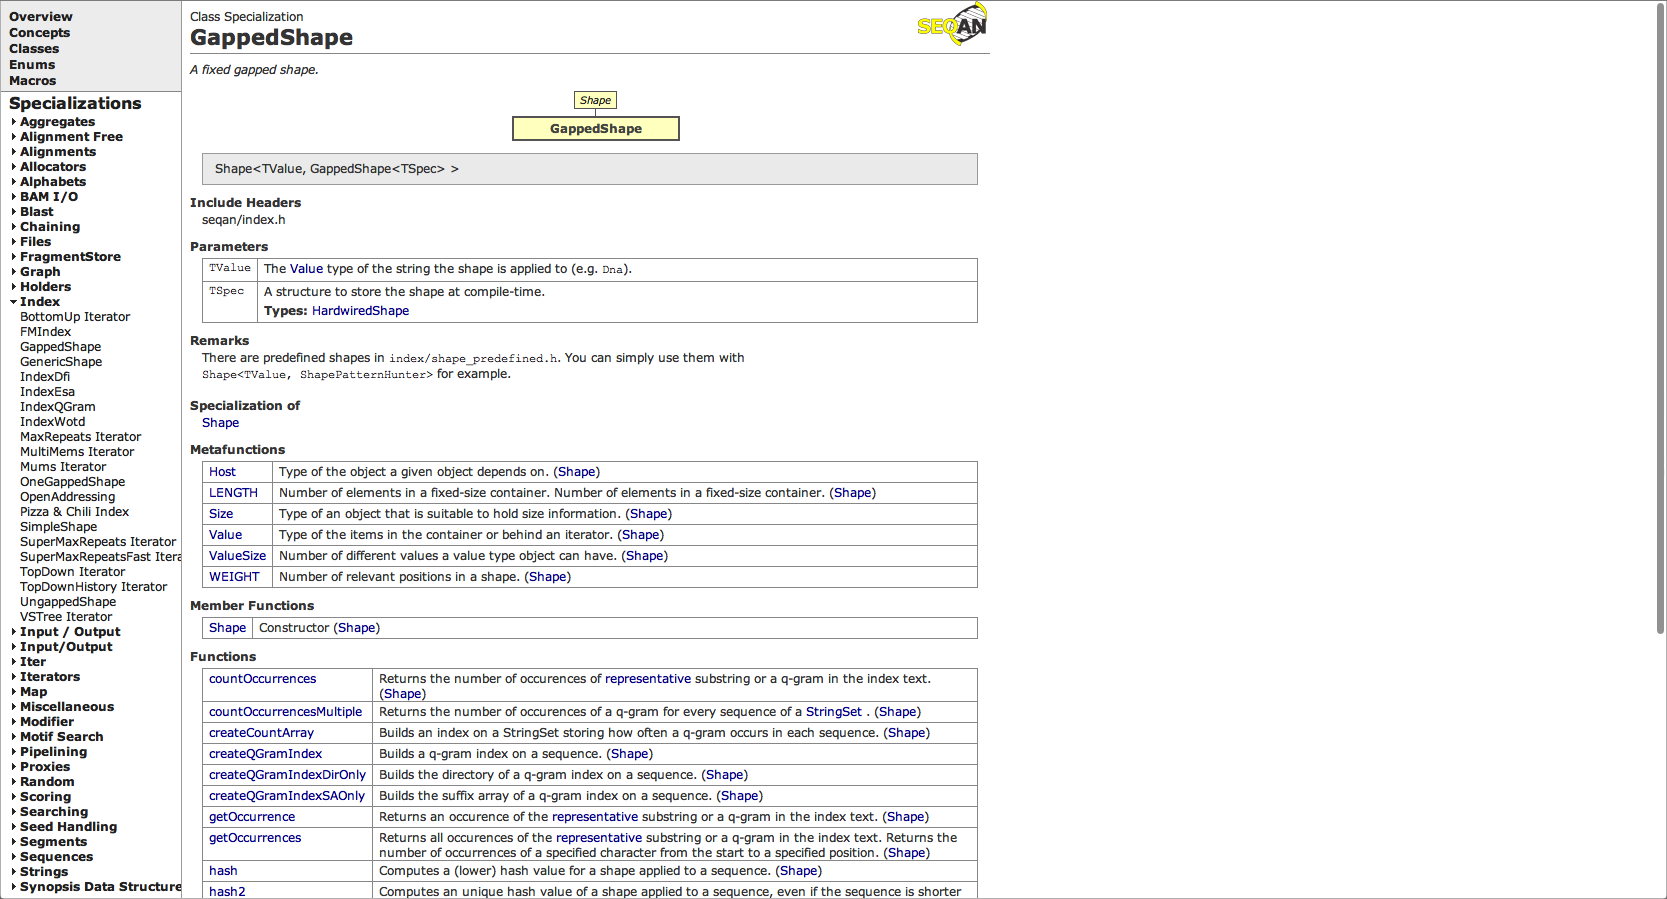 Overview
Concepts
Classes
Enums
Macros
Specializations
Aggregates
Alignment Free
Alignments
Allocators
Alphabets
BAM I/O
Blast
Chaining
Files
FragmentStore
Graph
Holders
Index
BottomUp Iterator
FMIndex
GappedShape
GenericShape
IndexDfi
IndexEsa
IndexQGram
IndexWotd
MaxRepeats Iterator
MultiMems Iterator
Mums Iterator
OneGappedShape
OpenAddressing
Pizza & Chili Index
SimpleShape
SuperMaxRepeats Iterator
SuperMaxRepeatsFast Itera
TopDown Iterator
TopDownHistory Iterator
UngappedShape
VSTree Iterator
Input / Output
Input/Output
Iter
Iterators
Map
Miscellaneous
Modifier
Motif Search
Pipelining
Proxies
Random
Scoring
Searching
Seed Handling
Segments
Sequences
Strings
Synopsis Data Structure
Class Specialization
GappedShape
SEQAN
A fixed gapped shape.
Shape
GappedShape
Shape<TValue, GappedShape<TSpec> >
Include Headers
seqan/index.h
Parameters
TValue The Value type of the string the shape is applied to (e.g. Dna).
TSpec A structure to store the shape at compile-time.
Types: HardwiredShape
Remarks
There are predefined shapes in index/shape_predefined.h. You can simply use them with
Shape<TValue, ShapePatternHunter> for example.
Specialization of
Shape
Metafunctions
Host Type of the object a given object depends on. (Shape)
LENGTH Number of elements in a fixed-size container. Number of elements in a fixed-size container. (Shape)
Size Type of an object that is suitable to hold size information. (Shape)
Value Type of the items in the container or behind an iterator. (Shape)
ValueSize Number of different values a value type object can have. (Shape)
WEIGHT Number of relevant positions in a shape. (Shape)
Member Functions
Shape Constructor (Shape)
Functions
countOccurrences Returns the number of occurences of representative substring or a q-gram in the index text.
(Shape)
countOccurrencesMultiple Returns the number of occurences of a q-gram for every sequence of a StringSet . (Shape)
createCountArray Builds an index on a StringSet storing how often a q-gram occurs in each sequence. (Shape)
createQGramIndex Builds a q-gram index on a sequence. (Shape)
createQGramIndexDirOnly Builds the directory of a q-gram index on a sequence. (Shape)
createQGramIndexSAOnly Builds the suffix array of a q-gram index on a sequence. (Shape)
getOccurrence Returns an occurence of the representative substring or a q-gram in the index text. (Shape)
getOccurrences Returns all occurences of the representative substring or a q-gram in the index text. Returns the
number of occurrences of a specified character from the start to a specified position. (Shape)
hash Computes a (lower) hash value for a shape applied to a sequence. (Shape)
hash2 Computes an unique hash value of a shape applied to a sequence, even if the sequence is shorter